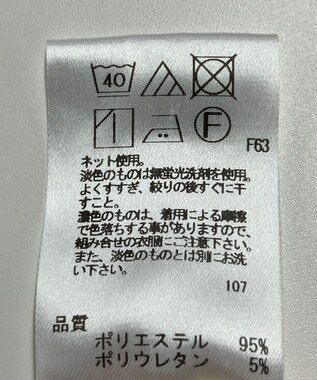 40
F
F63
ネット使用。
淡色のものは無蛍光洗剤を使用。
よくすすぎ、絞りの後すぐに干
すこと。
濃色のものは、着用による摩擦
で色落ちする事がありますので、
組み合せの衣服にご注意下さい。
また、淡色のものとは別にお洗
い下さい。
107
品質
ポリエステル 95%
ポリウレタン 5%